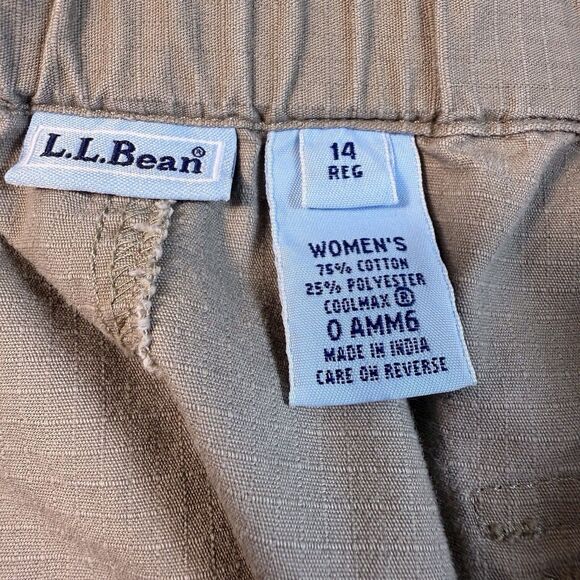 L.L.Bean®
14
REG
WOMEN'S
75% COTTON
25% POLYESTER
COOLMAX ®
0 AMM6
MADE IN INDIA
CARE ON REVERSE